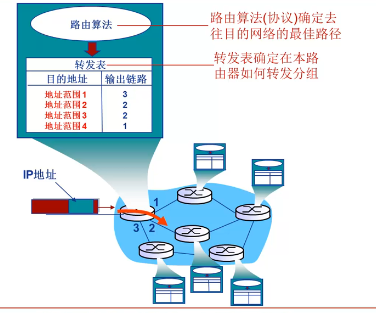 路由算法
路由算法(协议)确定去
往目的网络的最佳路径
转发表
转发表确定在本路
由器如何转发分组
目的地址 输出链路
地址范围1 3
地址范围2 2
地址范围3 2
地址范围4 1
IP地址
1
3 2